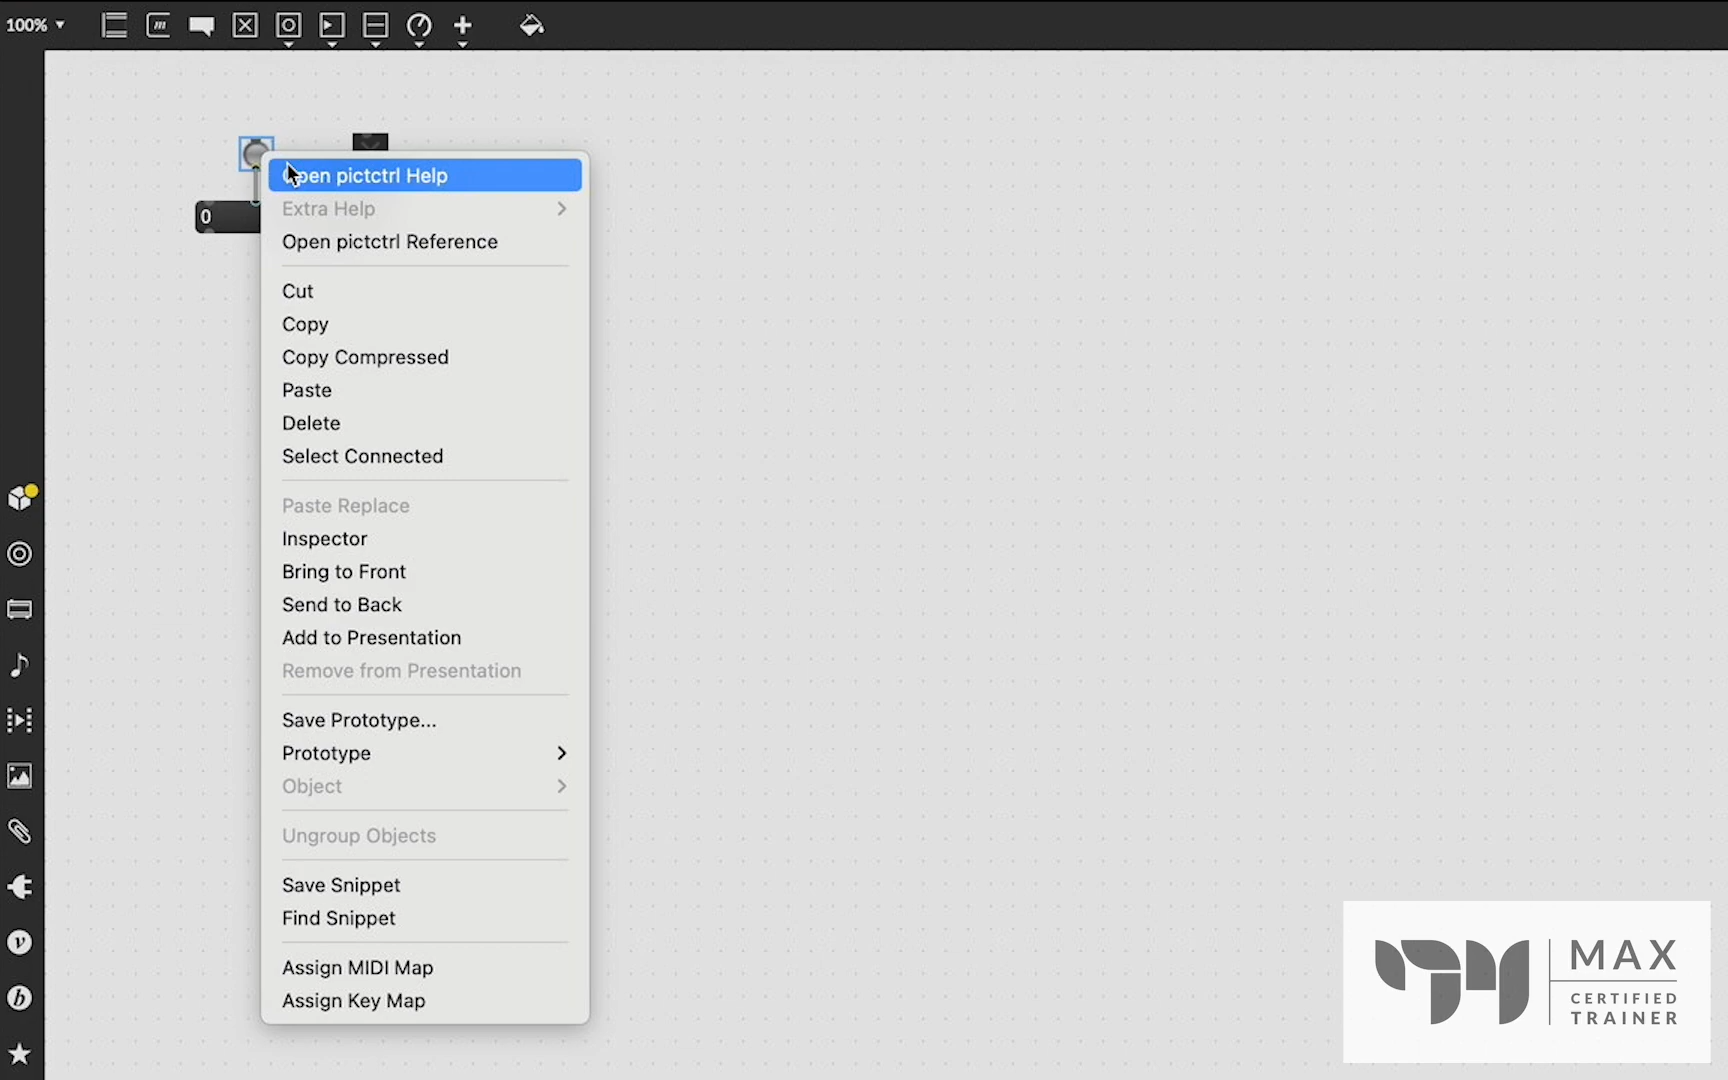 100%
0
Open pictctrl Help
Extra Help
Open pictctrl Reference
Cut
Copy
Copy Compressed
Paste
Delete
Select Connected
Paste Replace
Inspector
Bring to Front
Send to Back
Add to Presentation
Remove from Presentation
Save Prototype...
Prototype
Object
Ungroup Objects
Save Snippet
Find Snippet
Assign MIDI Map
Assign Key Map
MAX
CERTIFIED
TRAINER